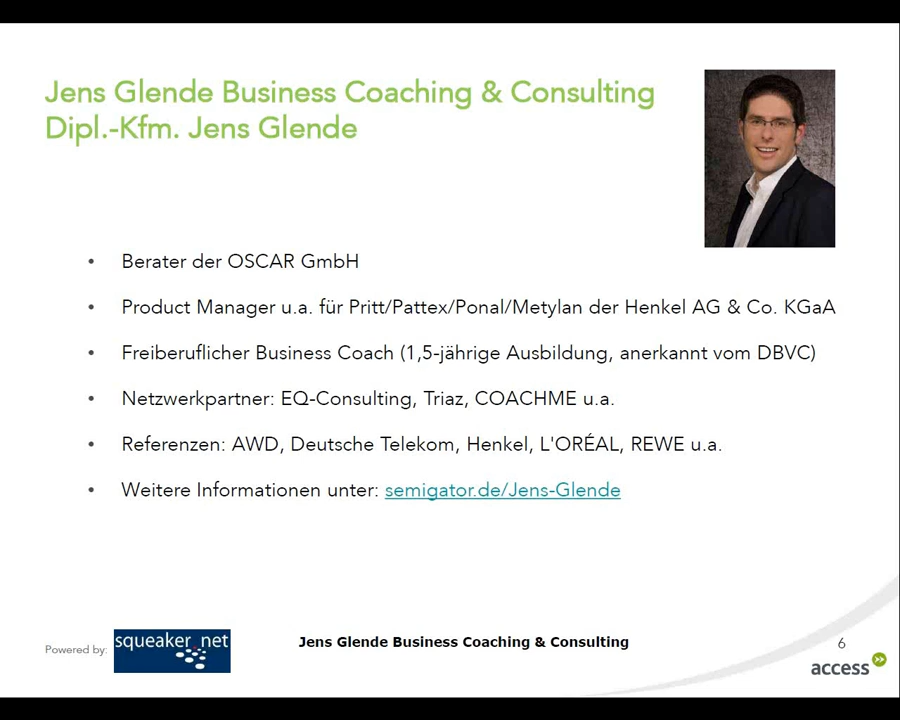 Jens Glende Business Coaching & Consulting
Dipl.-Kfm. Jens Glende
• Berater der OSCAR GmbH
• Product Manager u.a. für Pritt/Pattex/Ponal/Metylan der Henkel AG & Co. KGaA
• Freiberuflicher Business Coach (1,5-jährige Ausbildung, anerkannt vom DBVC)
• Netzwerkpartner: EQ-Consulting, Triaz, COACHME u.a.
• Referenzen: AWD, Deutsche Telekom, Henkel, L'ORÉAL, REWE u.a.
• Weitere Informationen unter: semigator.de/Jens-Glende
Powered by: squeaker.net
Jens Glende Business Coaching & Consulting
6
access